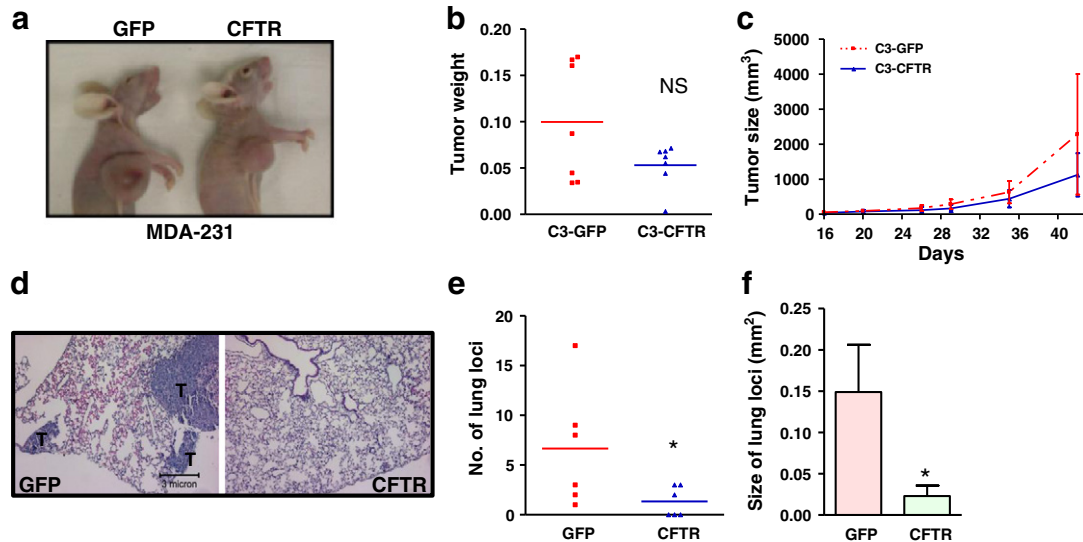 a
GFP CFTR
MDA-231
b
Tumor weight
0.20
0.15
0.10
0.05
0.00
NS
C3-GFP C3-CFTR
c
Tumor size (mm³)
5000
4000
3000
2000
1000
0
C3-GFP
C3-CFTR
16 20 24 28 32 36 40
Days
d
T
T
T
3 micron
GFP CFTR
e
No. of lung loci
20
15
10
5
0
*
GFP CFTR
f
Size of lung loci (mm²)
0.25
0.20
0.15
0.10
0.05
0.00
*
GFP CFTR